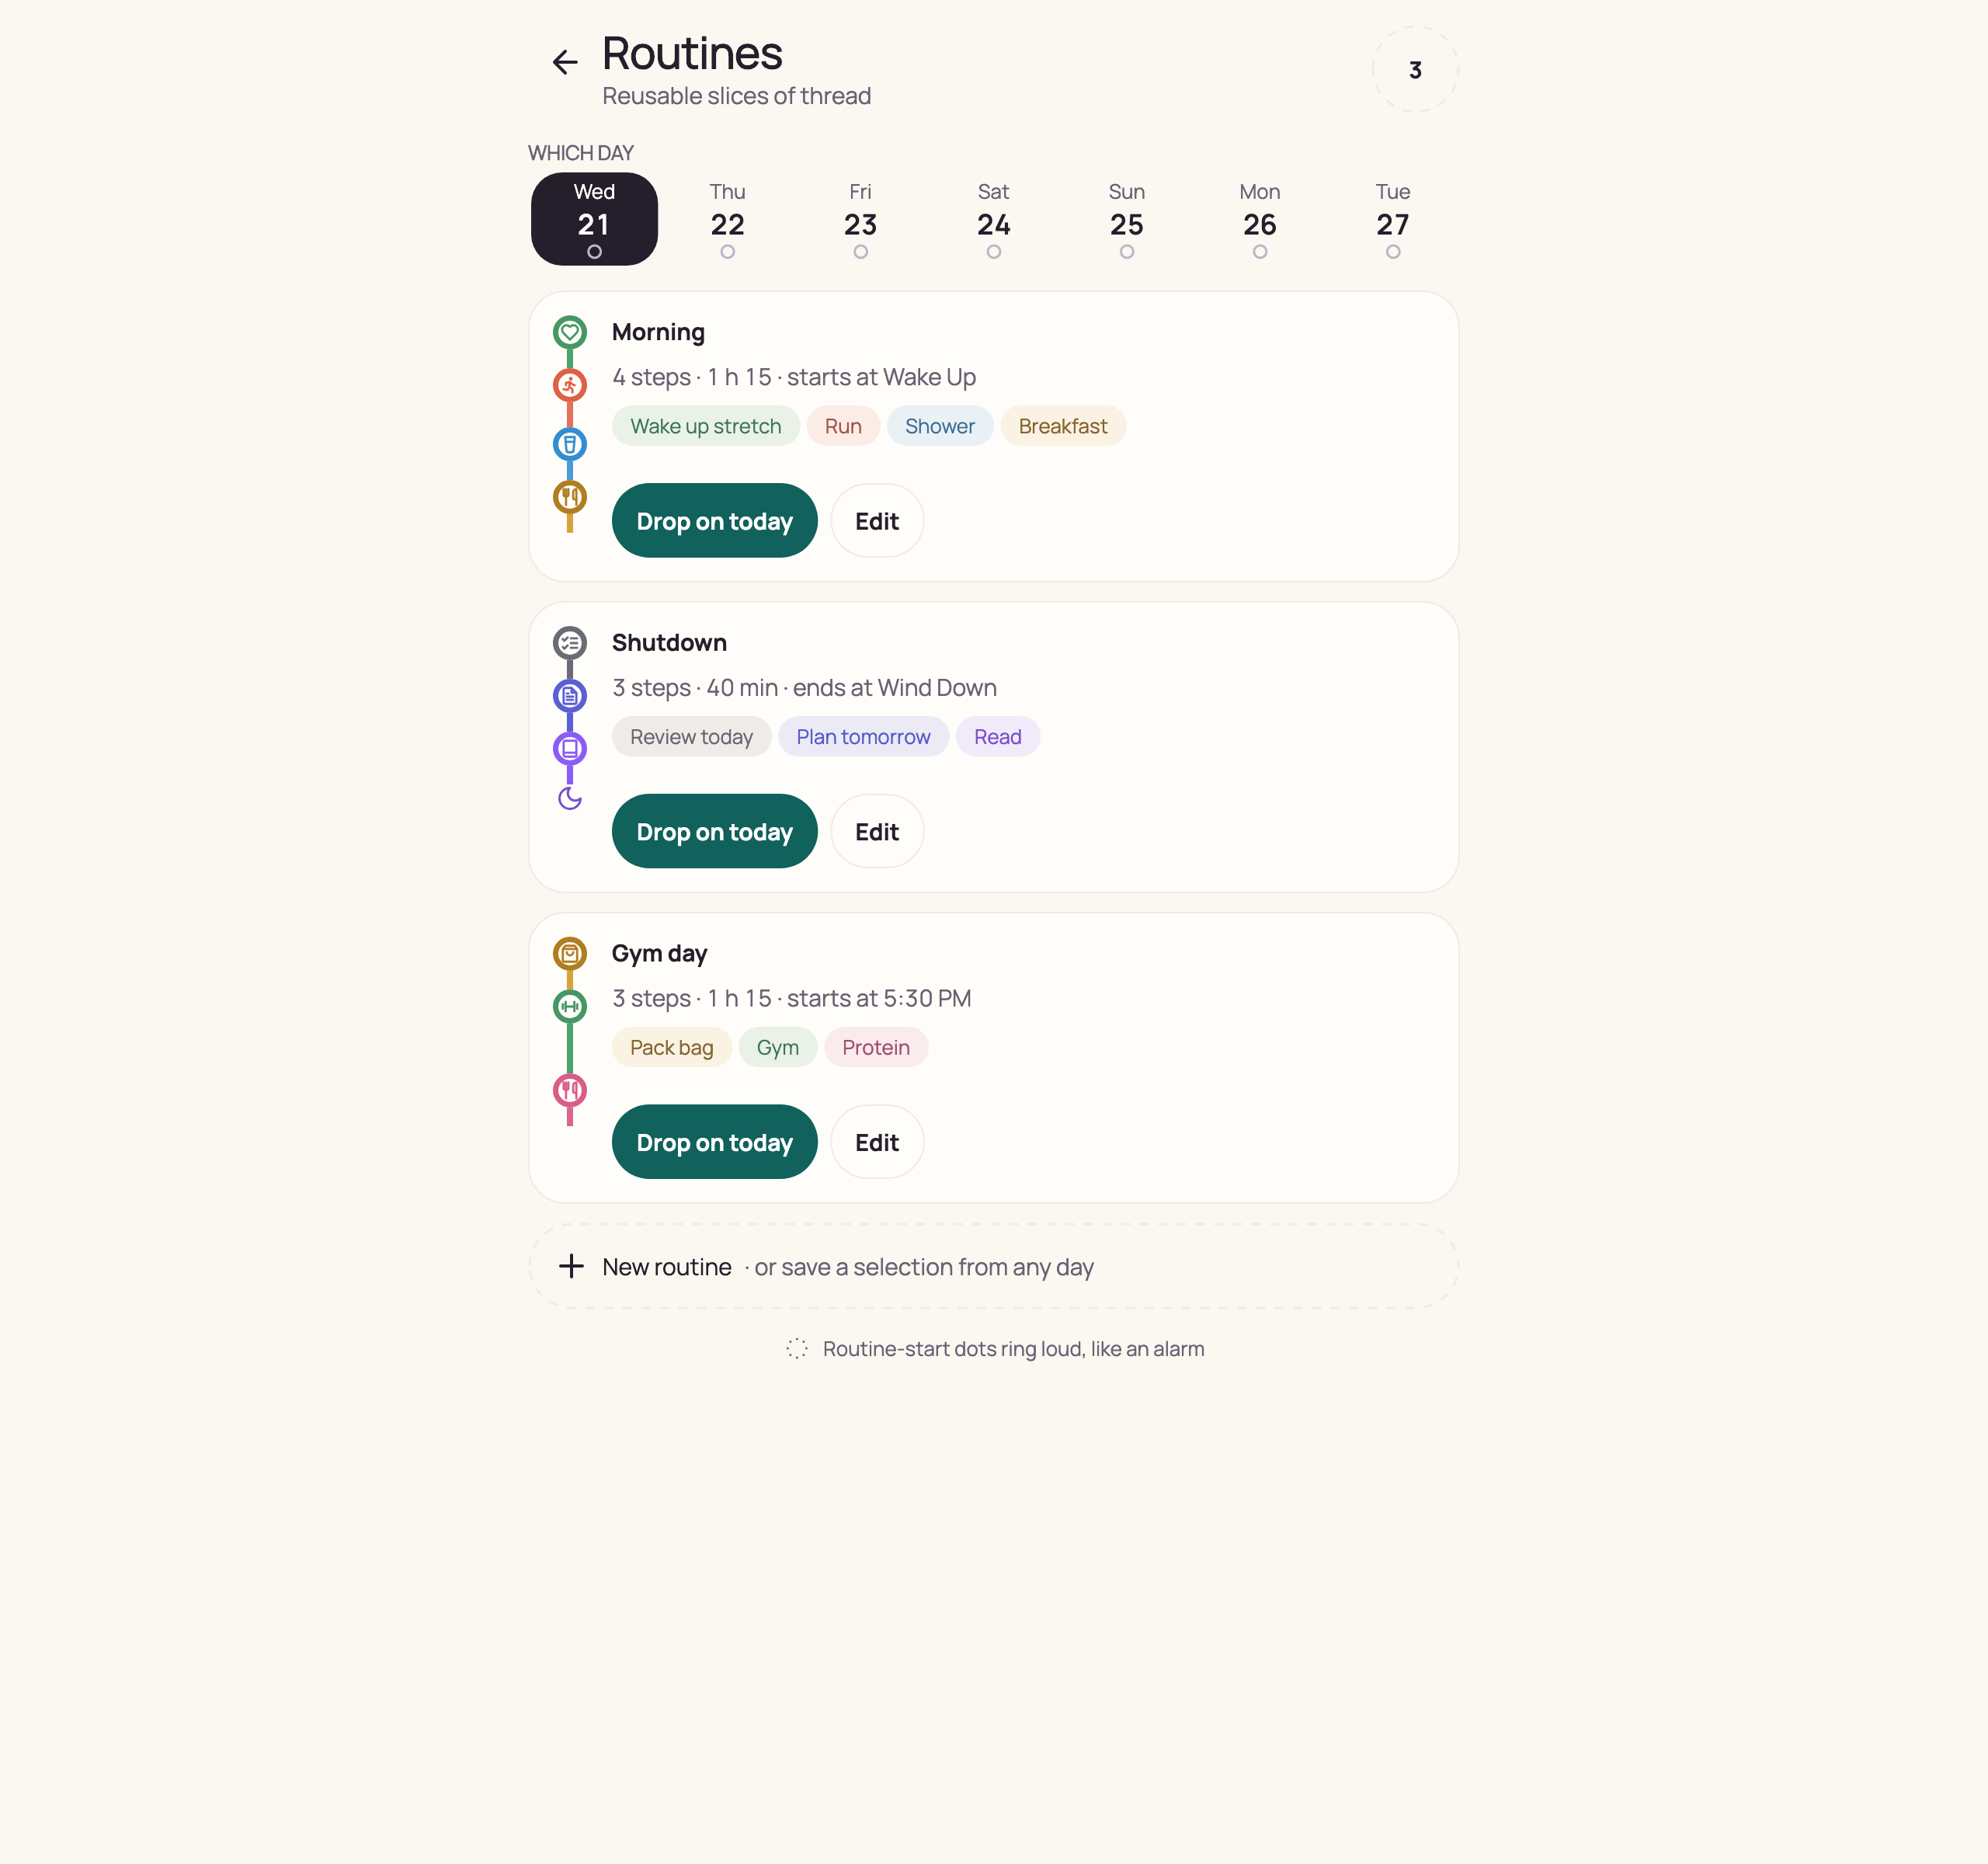 Routines
Reusable slices of thread
3
WHICH DAY
Wed Thu Fri Sat Sun Mon Tue
21 22 23 24 25 26 27
Morning
4 steps · 1 h 15 · starts at Wake Up
Wake up stretch Run Shower Breakfast
Drop on today Edit
Shutdown
3 steps · 40 min · ends at Wind Down
Review today Plan tomorrow Read
Drop on today Edit
Gym day
3 steps · 1 h 15 · starts at 5:30 PM
Pack bag Gym Protein
Drop on today Edit
New routine · or save a selection from any day
Routine-start dots ring loud, like an alarm